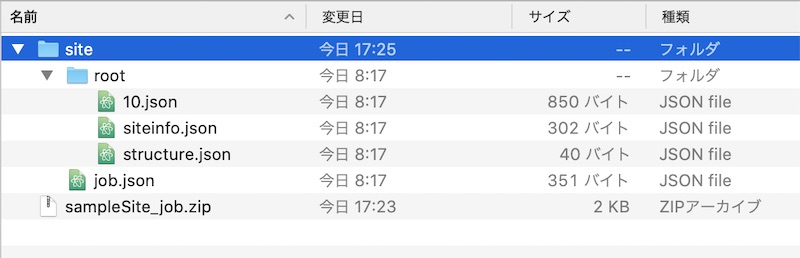 名前 変更日 サイズ 種類
site 今日 17:25 -- フォルダ
root 今日 8:17 -- フォルダ
10.json 今日 8:17 850 バイト JSON file
siteinfo.json 今日 8:17 302 バイト JSON file
structure.json 今日 8:17 40 バイト JSON file
job.json 今日 8:17 351 バイト JSON file
sampleSite_job.zip 今日 17:23 2 KB ZIPアーカイブ